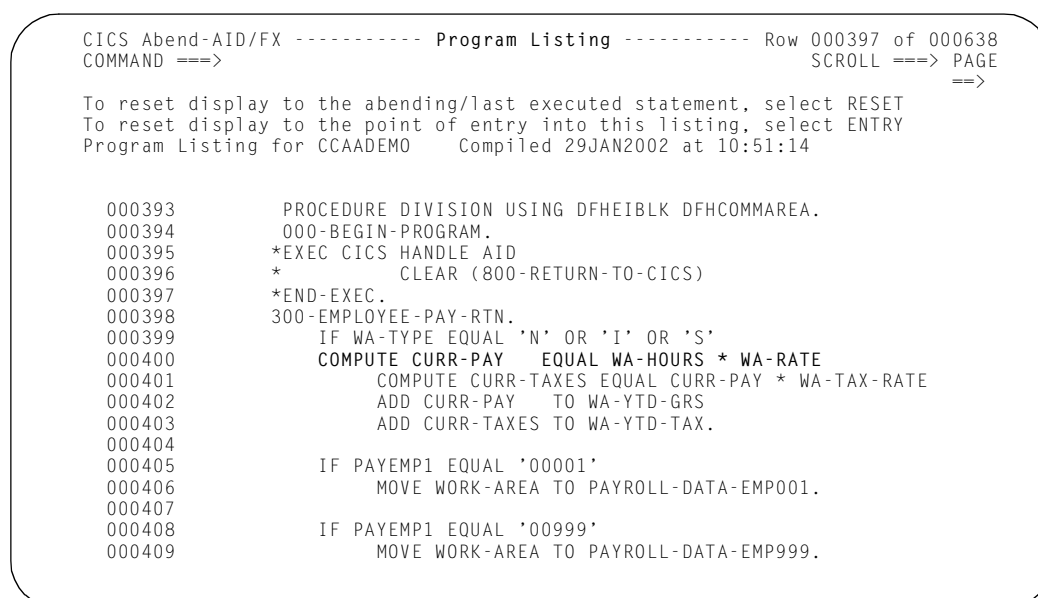 CICS Abend-AID/FX ----------- Program Listing ----------- Row 000397 of 000638
COMMAND ===> SCROLL ===> PAGE
==>
To reset display to the abending/last executed statement, select RESET
To reset display to the point of entry into this listing, select ENTRY
Program Listing for CCAADEMO Compiled 29JAN2002 at 10:51:14
000393 PROCEDURE DIVISION USING DFHEIBLK DFHCOMMAREA.
000394 000-BEGIN-PROGRAM.
000395 *EXEC CICS HANDLE AID
000396 * CLEAR (800-RETURN-TO-CICS)
000397 *END-EXEC.
000398 300-EMPLOYEE-PAY-RTN.
000399 IF WA-TYPE EQUAL 'N' OR 'I' OR 'S'
000400 COMPUTE CURR-PAY EQUAL WA-HOURS * WA-RATE
000401 COMPUTE CURR-TAXES EQUAL CURR-PAY * WA-TAX-RATE
000402 ADD CURR-PAY TO WA-YTD-GRS
000403 ADD CURR-TAXES TO WA-YTD-TAX.
000404
000405 IF PAYEMP1 EQUAL '00001'
000406 MOVE WORK-AREA TO PAYROLL-DATA-EMP001.
000407
000408 IF PAYEMP1 EQUAL '00999'
000409 MOVE WORK-AREA TO PAYROLL-DATA-EMP999.